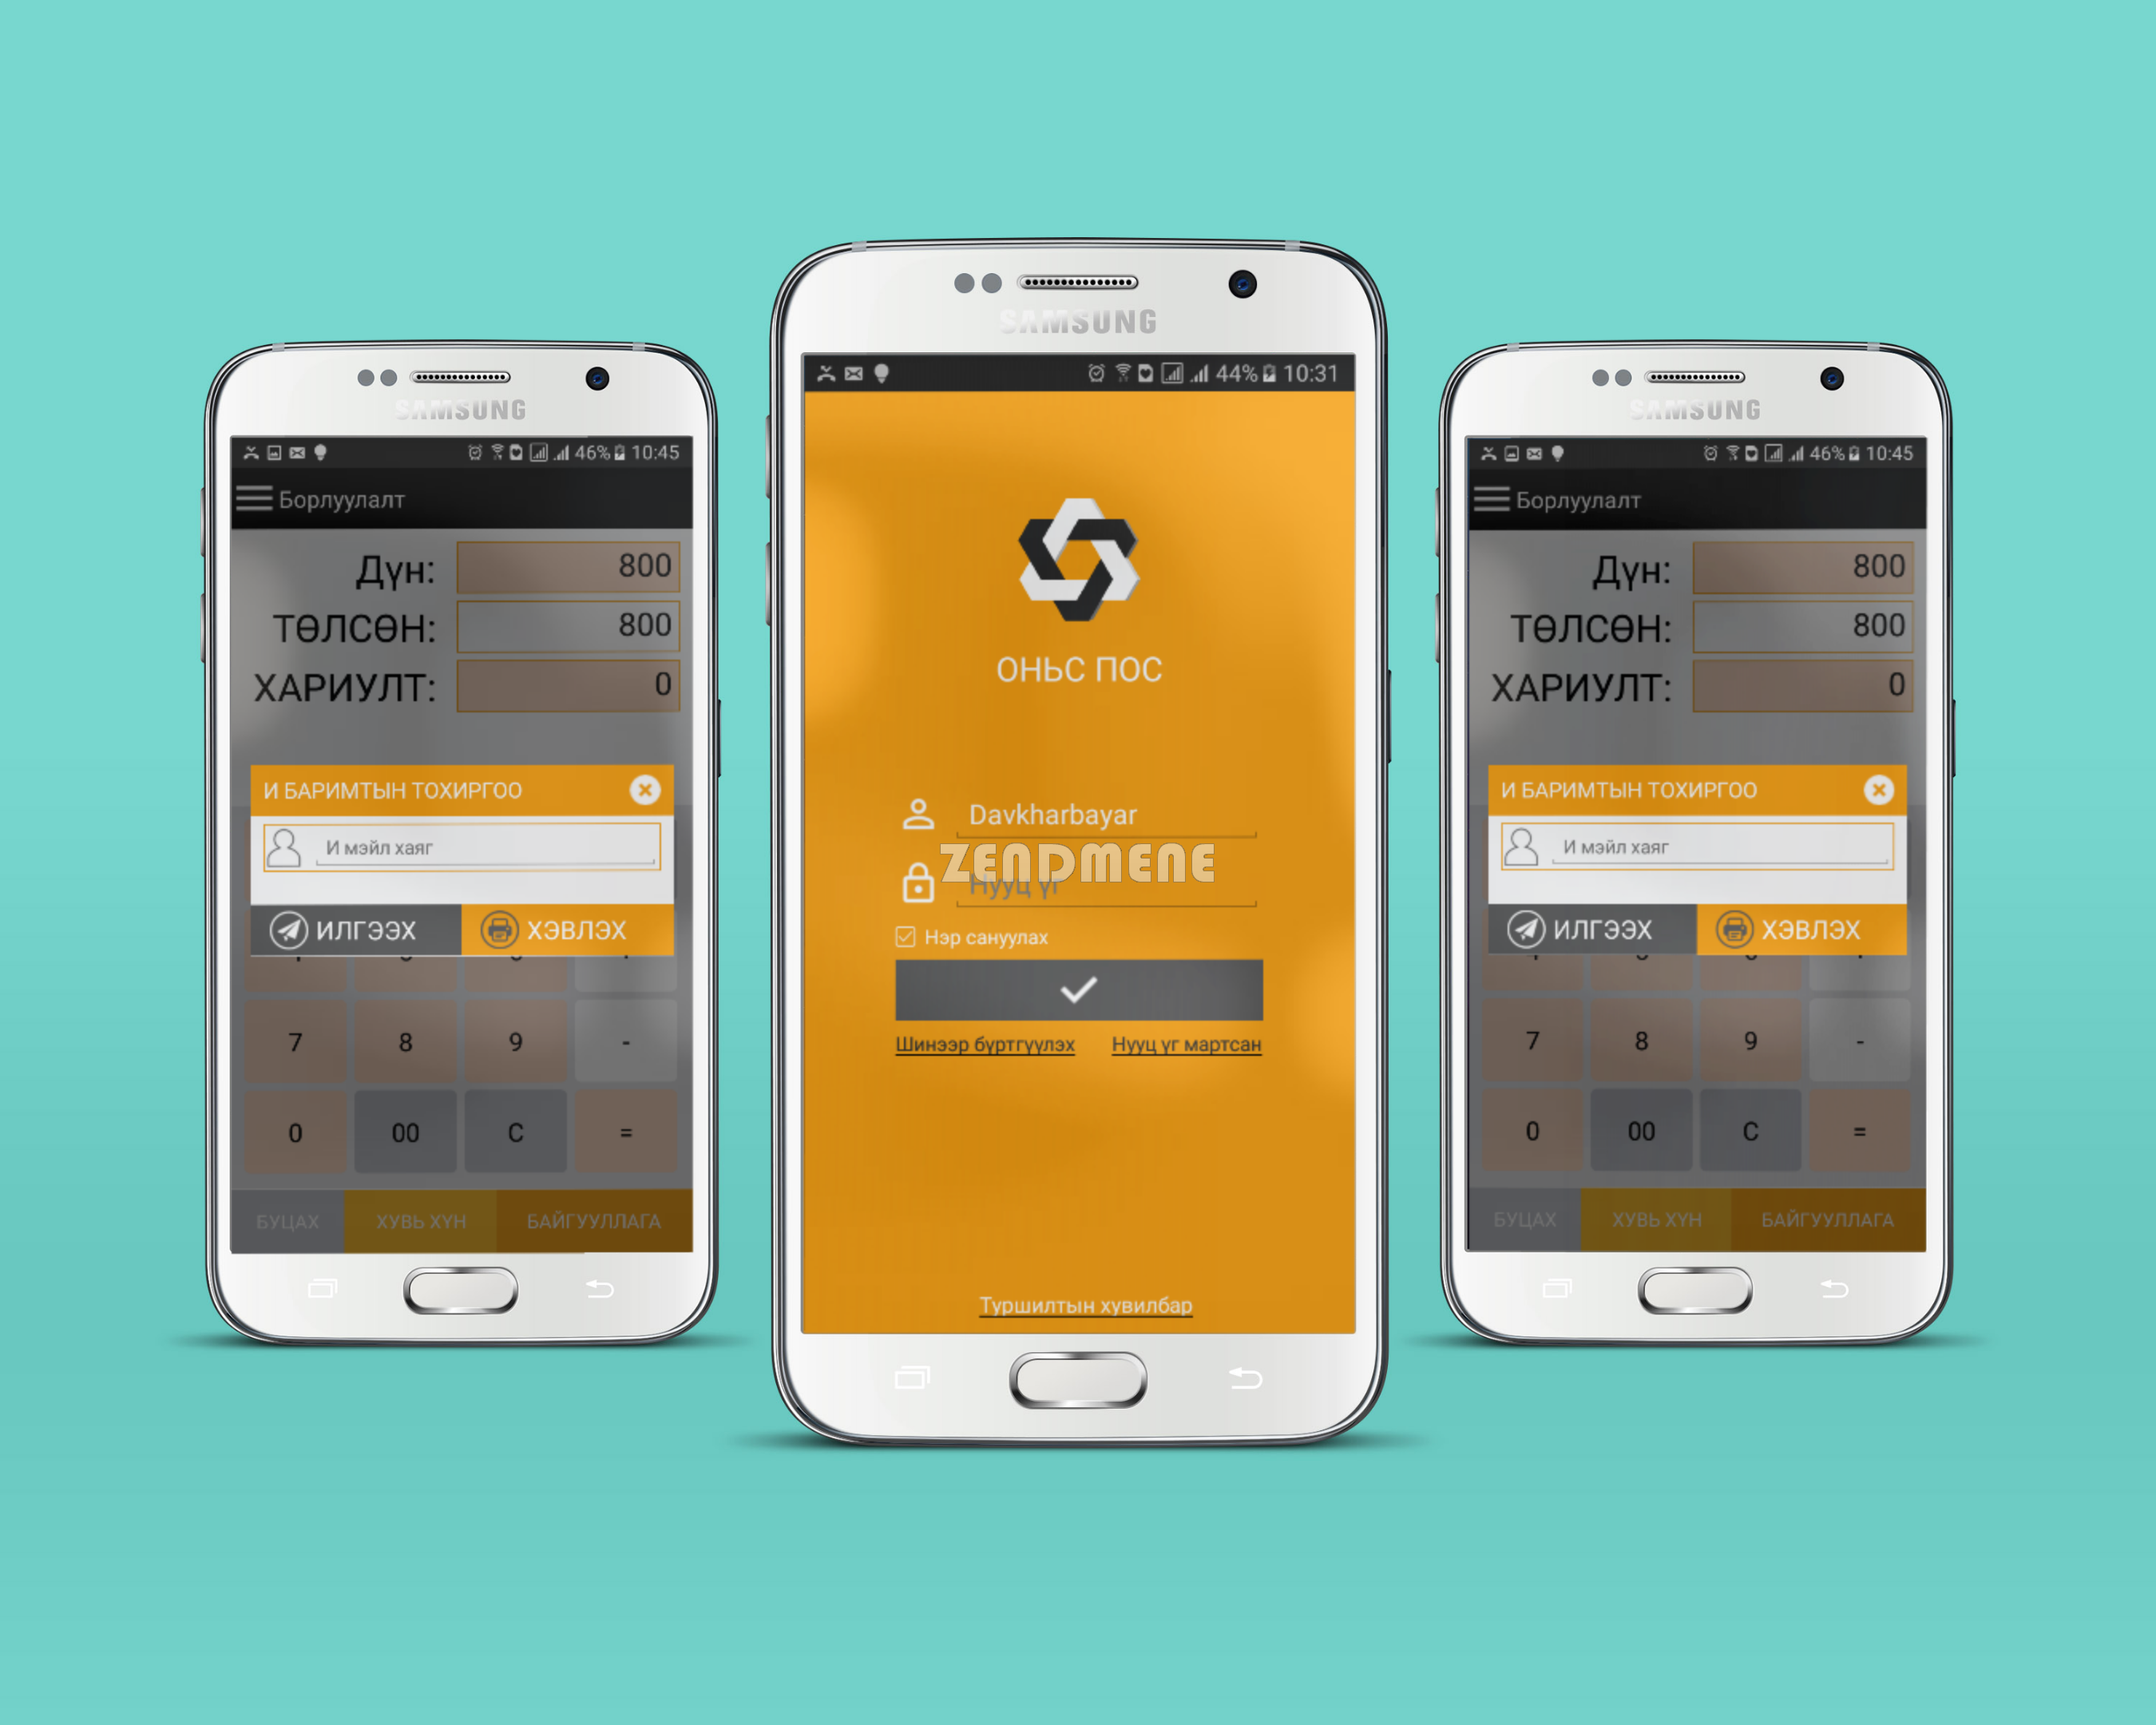 SAMSUNG
46% 10:45
Борлуулалт
Дүн: 800
ТӨЛСӨН: 800
ХАРИУЛТ: 0
И БАРИМТЫН ТОХИРГОО
И мэйл хаяг
ИЛГЭЭХ ХЭВЛЭХ
7 8 9 -
0 00 C =
БУЦАХ ХУВЬ ХҮН БАЙГУУЛЛАГА
SAMSUNG
44% 10:31
ОНЬС ПОС
Davkharbayar
ZENDMENE
Нууц үг
Нэр сануулах
Шинээр бүртгүүлэх Нууц үг мартсан
Туршилтын хувилбар
SAMSUNG
46% 10:45
Борлуулалт
Дүн: 800
ТӨЛСӨН: 800
ХАРИУЛТ: 0
И БАРИМТЫН ТОХИРГОО
И мэйл хаяг
ИЛГЭЭХ ХЭВЛЭХ
7 8 9 -
0 00 C =
БУЦАХ ХУВЬ ХҮН БАЙГУУЛЛАГА